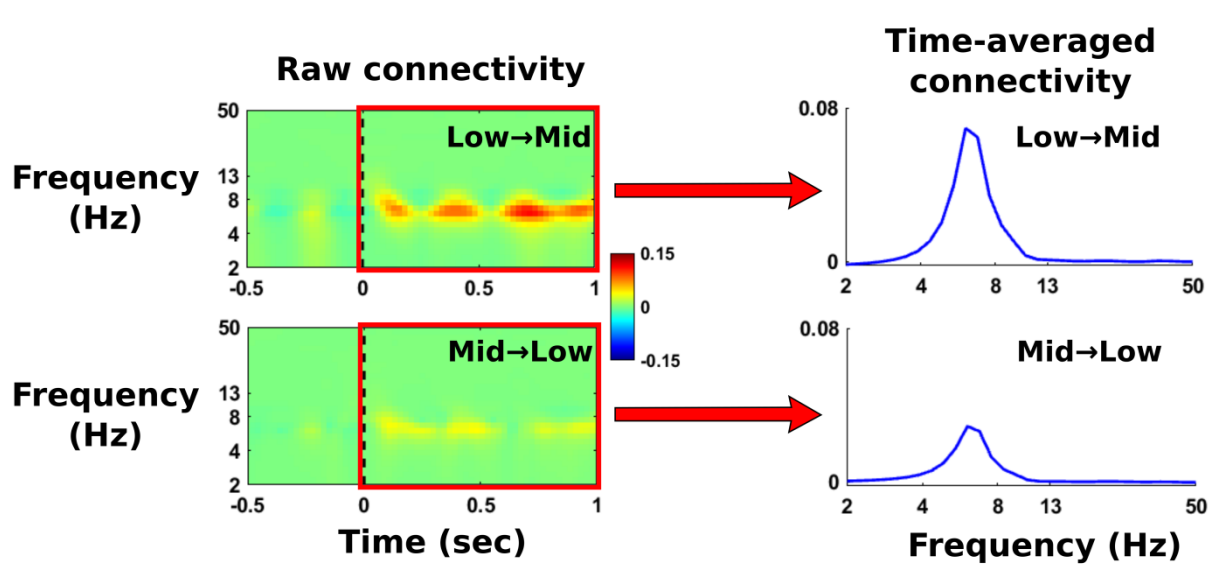 Raw connectivity
Time-averaged
connectivity
Frequency
(Hz)
50
13
8
4
2
Low→Mid
-0.5
0
0.5
1
0.15
0
-0.15
0.08
0
Low→Mid
2
4
8
13
50
Frequency
(Hz)
50
13
8
4
2
Mid→Low
-0.5
0
0.5
1
Time (sec)
0.08
0
Mid→Low
2
4
8
13
50
Frequency (Hz)